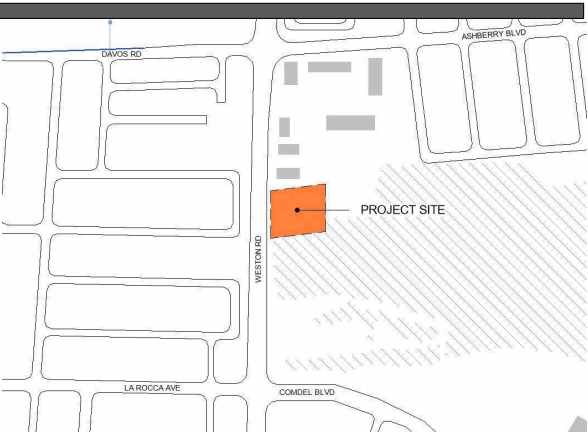 ASHBERRY BLVD
DAVOS RD
PROJECT SITE
WESTON RD
LA ROCCA AVE
COMDEL BLVD